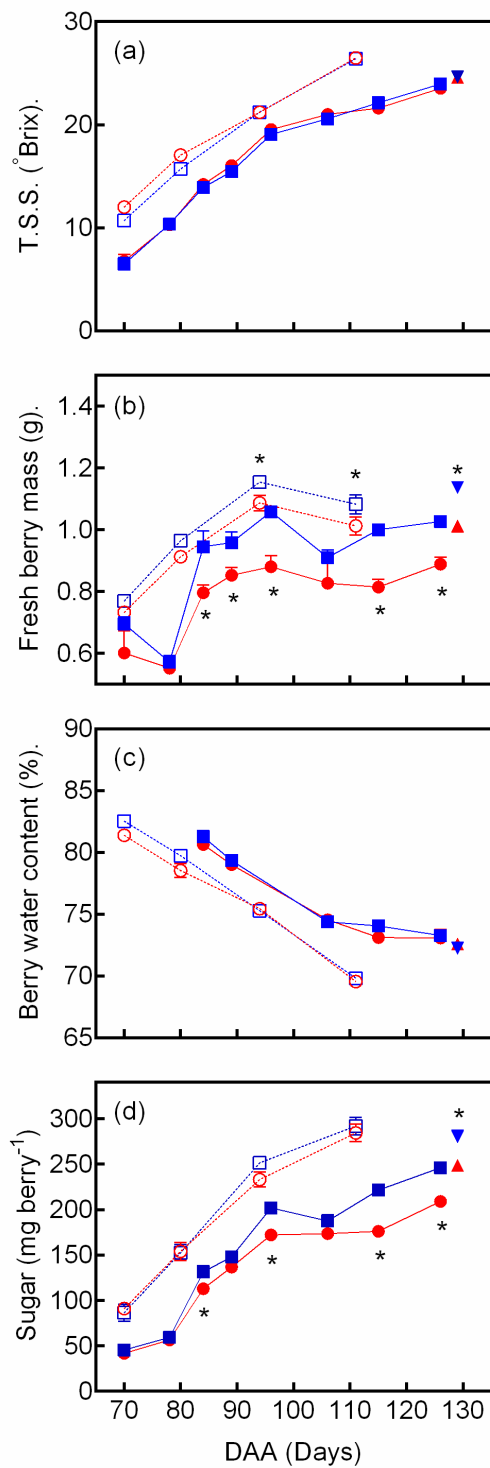 30
(a)
20
10
0
T.S.S. (°Brix).
(b)
1.4
1.2
1.0
0.8
0.6
Fresh berry mass (g).
* * *
* * * * *
90
(c)
85
80
75
70
65
Berry water content (%).
(d)
300
250
200
150
100
50
0
Sugar (mg berry⁻¹)
*
* * * *
70 80 90 100 110 120 130
DAA (Days)